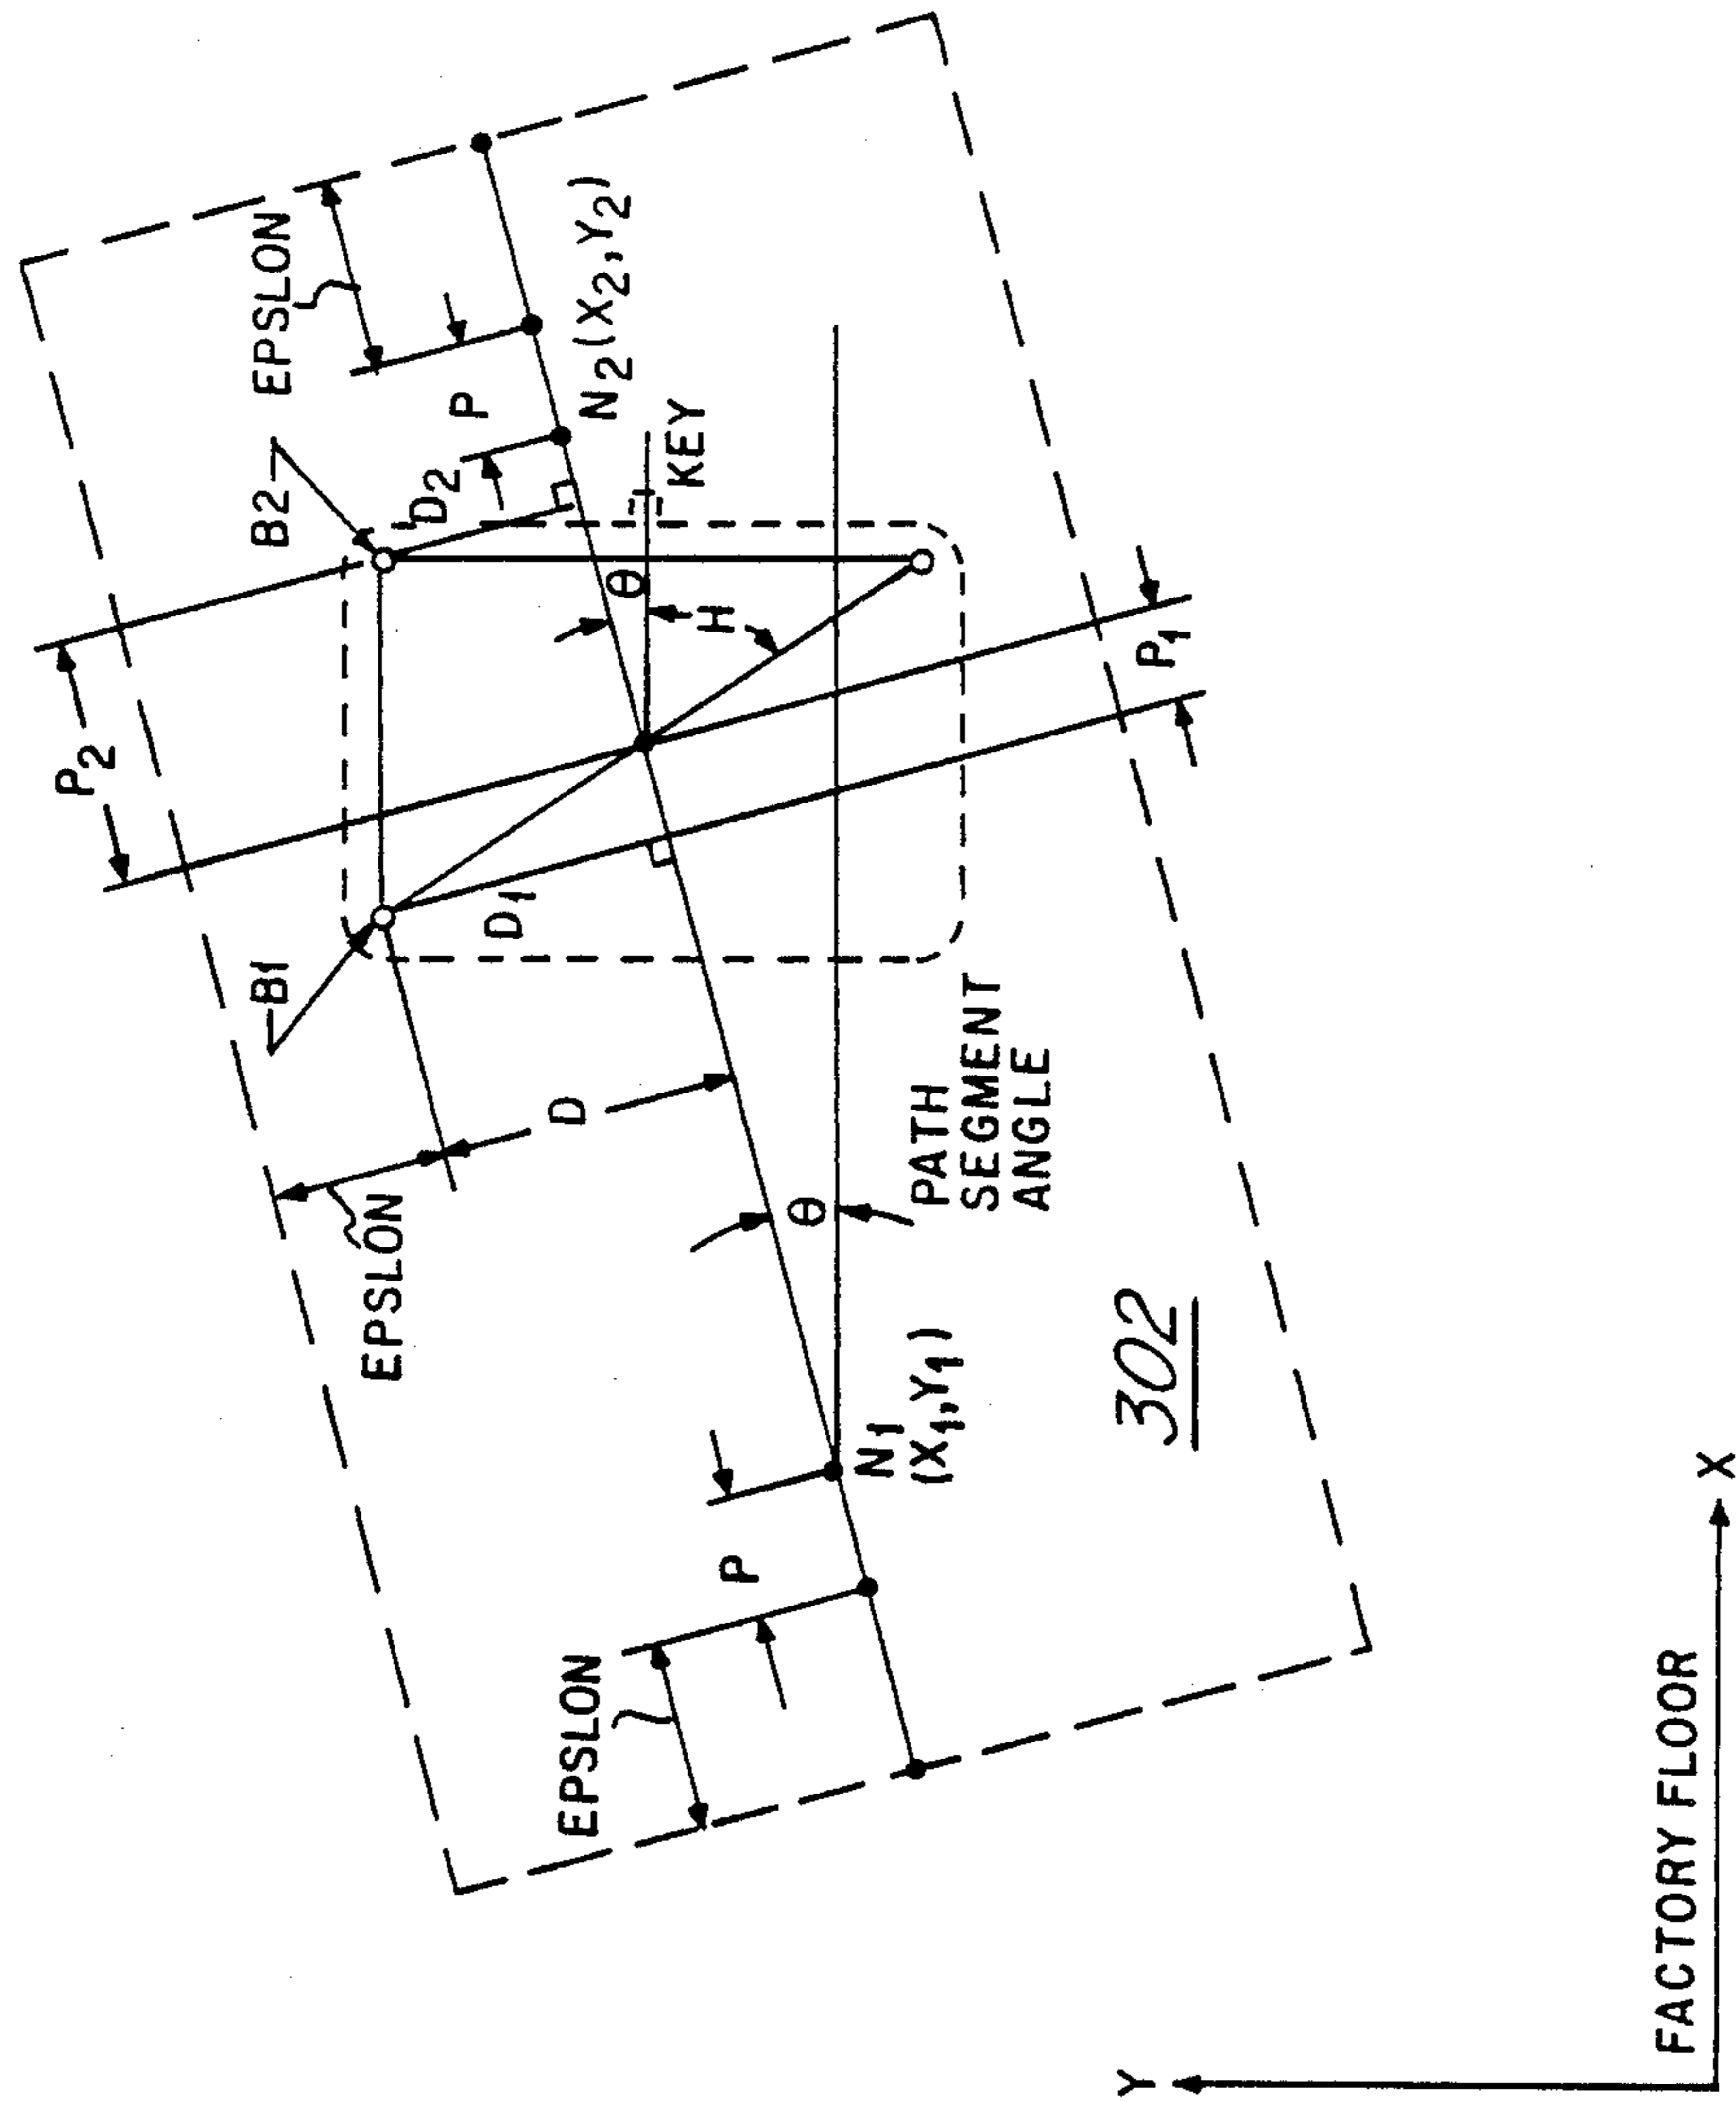 P2
B2
EPSLON
B1
P
D2
N2 (X2,Y2)
EPSLON
D1
θ
KEY
H
D
EPSLON
P
θ
PATH
SEGMENT
ANGLE
N1
(X1,Y1)
P1
302
Y
X
FACTORY FLOOR